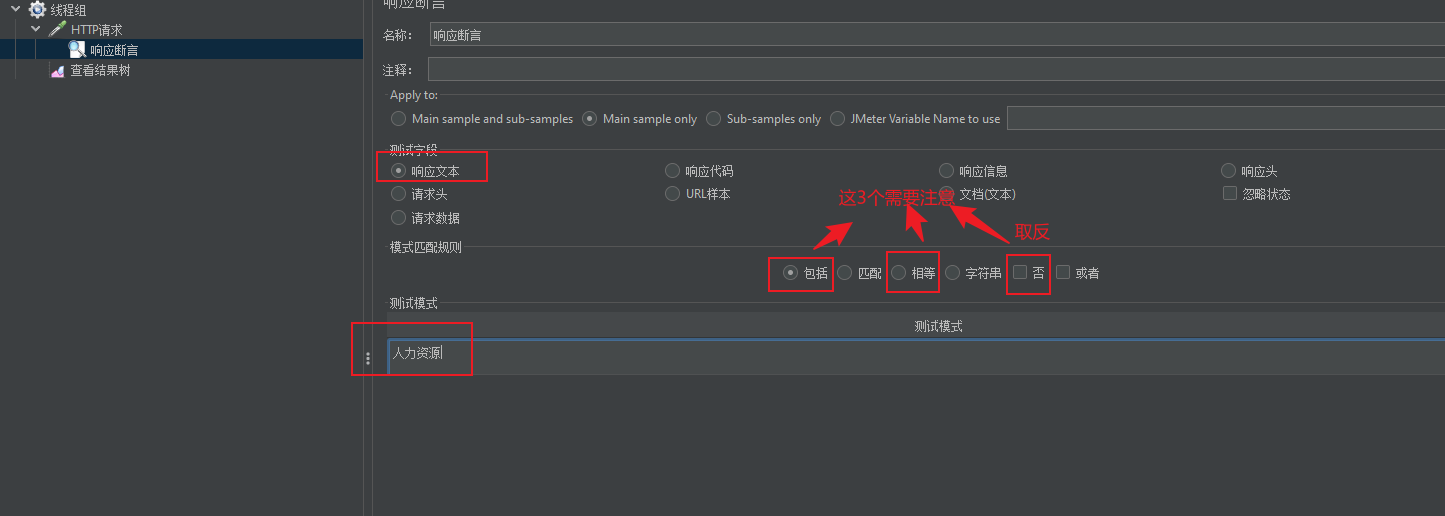 线程组
HTTP请求
响应断言
查看结果树
响应断言
名称： 响应断言
注释：
Apply to:
Main sample and sub-samples Main sample only Sub-samples only JMeter Variable Name to use
测试字段
响应文本 响应代码 响应信息 响应头
请求头 URL样本 文档(文本) 忽略状态
这3个需要注意
请求数据
取反
模式匹配规则
包括 匹配 相等 字符串 否 或者
测试模式
测试模式
人力资源